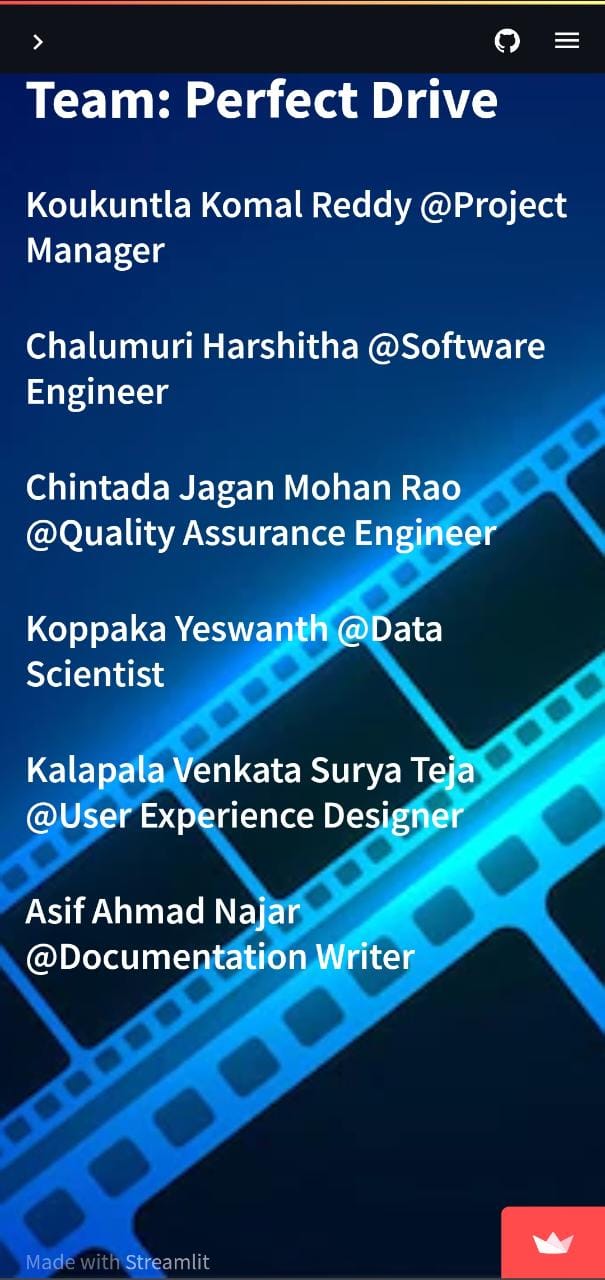 Team: Perfect Drive
Koukuntla Komal Reddy @Project
Manager
Chalumuri Harshitha @Software
Engineer
Chintada Jagan Mohan Rao
@Quality Assurance Engineer
Koppaka Yeswanth @Data
Scientist
Kalapala Venkata Surya Teja
@User Experience Designer
Asif Ahmad Najar
@Documentation Writer
Made with Streamlit